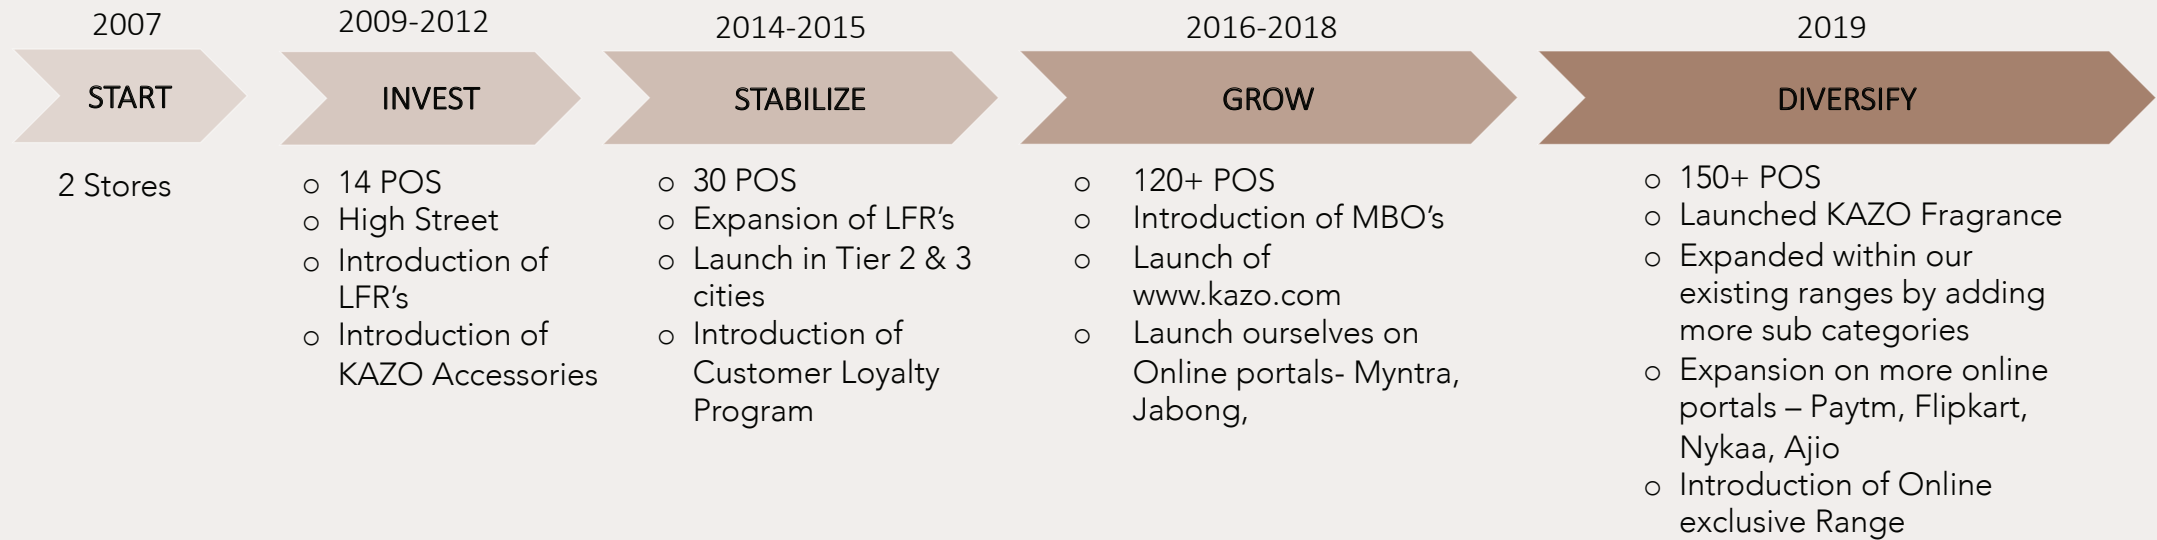 2007
START
2 Stores
2009-2012
INVEST
o 14 POS
o High Street
o Introduction of
LFR’s
o Introduction of
KAZO Accessories
2014-2015
STABILIZE
o 30 POS
o Expansion of LFR’s
o Launch in Tier 2 & 3
cities
o Introduction of
Customer Loyalty
Program
2016-2018
GROW
o 120+ POS
o Introduction of MBO’s
o Launch of
www.kazo.com
o Launch ourselves on
Online portals- Myntra,
Jabong,
2019
DIVERSIFY
o 150+ POS
o Launched KAZO Fragrance
o Expanded within our
existing ranges by adding
more sub categories
o Expansion on more online
portals – Paytm, Flipkart,
Nykaa, Ajio
o Introduction of Online
exclusive Range